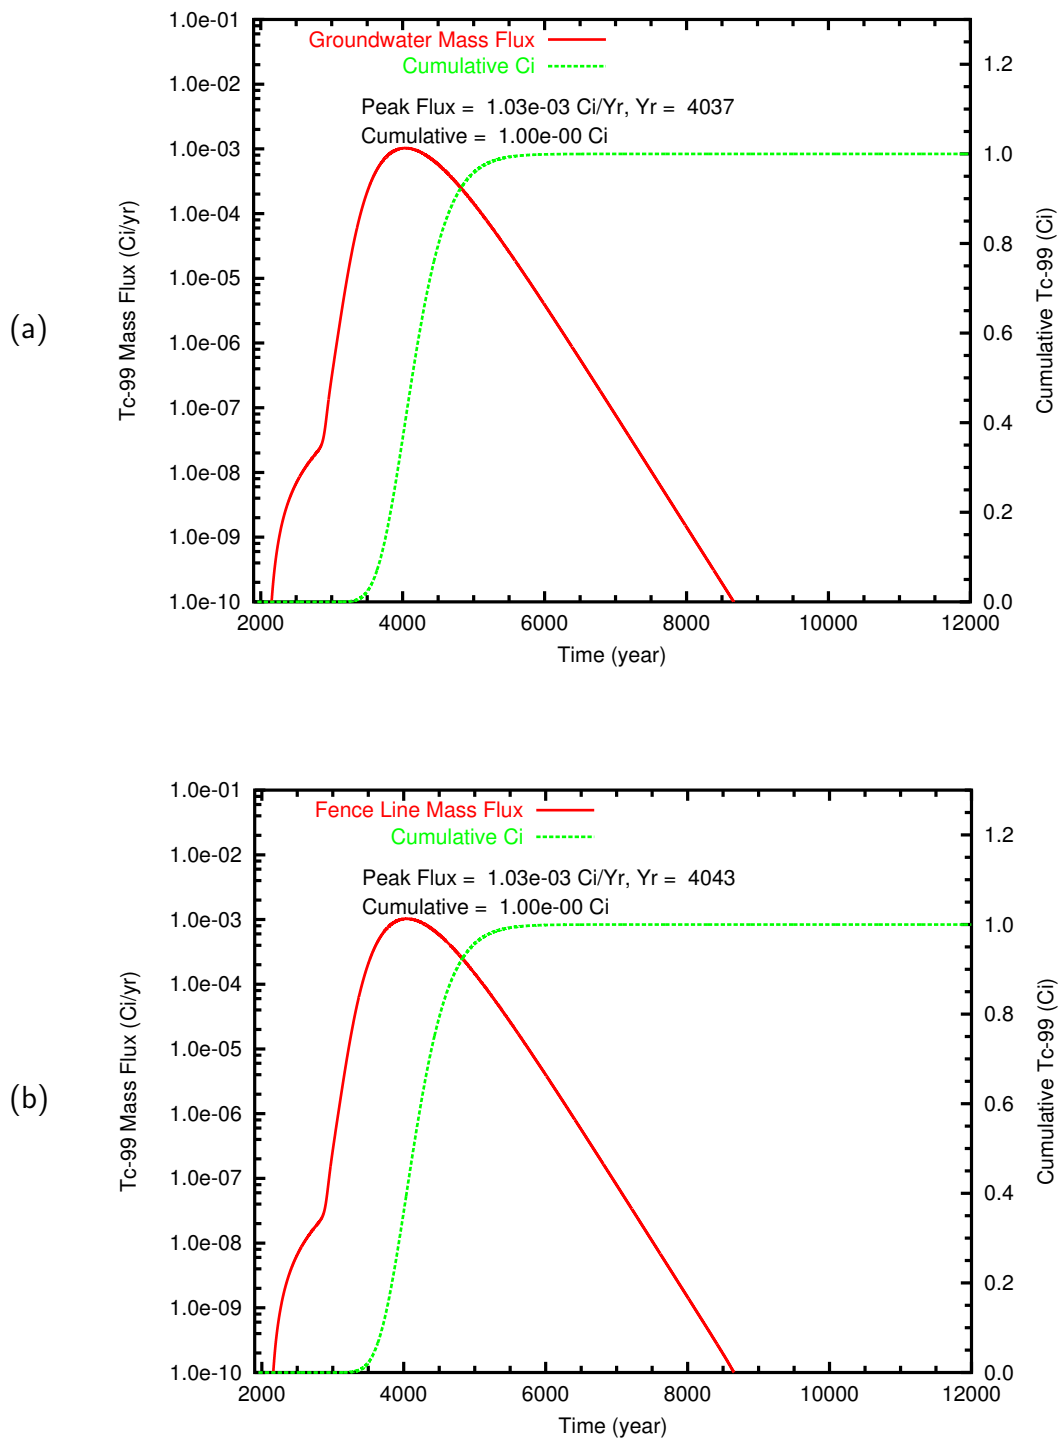 (a)
Tc-99 Mass Flux (Ci/yr)
1.0e-01
1.0e-02
1.0e-03
1.0e-04
1.0e-05
1.0e-06
1.0e-07
1.0e-08
1.0e-09
1.0e-10
Groundwater Mass Flux
Cumulative Ci
Peak Flux = 1.03e-03 Ci/Yr, Yr = 4037
Cumulative = 1.00e-00 Ci
1.2
1.0
0.8
0.6
0.4
0.2
0.0
Cumulative Tc-99 (Ci)
2000 4000 6000 8000 10000 12000
Time (year)
(b)
Tc-99 Mass Flux (Ci/yr)
1.0e-01
1.0e-02
1.0e-03
1.0e-04
1.0e-05
1.0e-06
1.0e-07
1.0e-08
1.0e-09
1.0e-10
Fence Line Mass Flux
Cumulative Ci
Peak Flux = 1.03e-03 Ci/Yr, Yr = 4043
Cumulative = 1.00e-00 Ci
1.2
1.0
0.8
0.6
0.4
0.2
0.0
Cumulative Tc-99 (Ci)
2000 4000 6000 8000 10000 12000
Time (year)